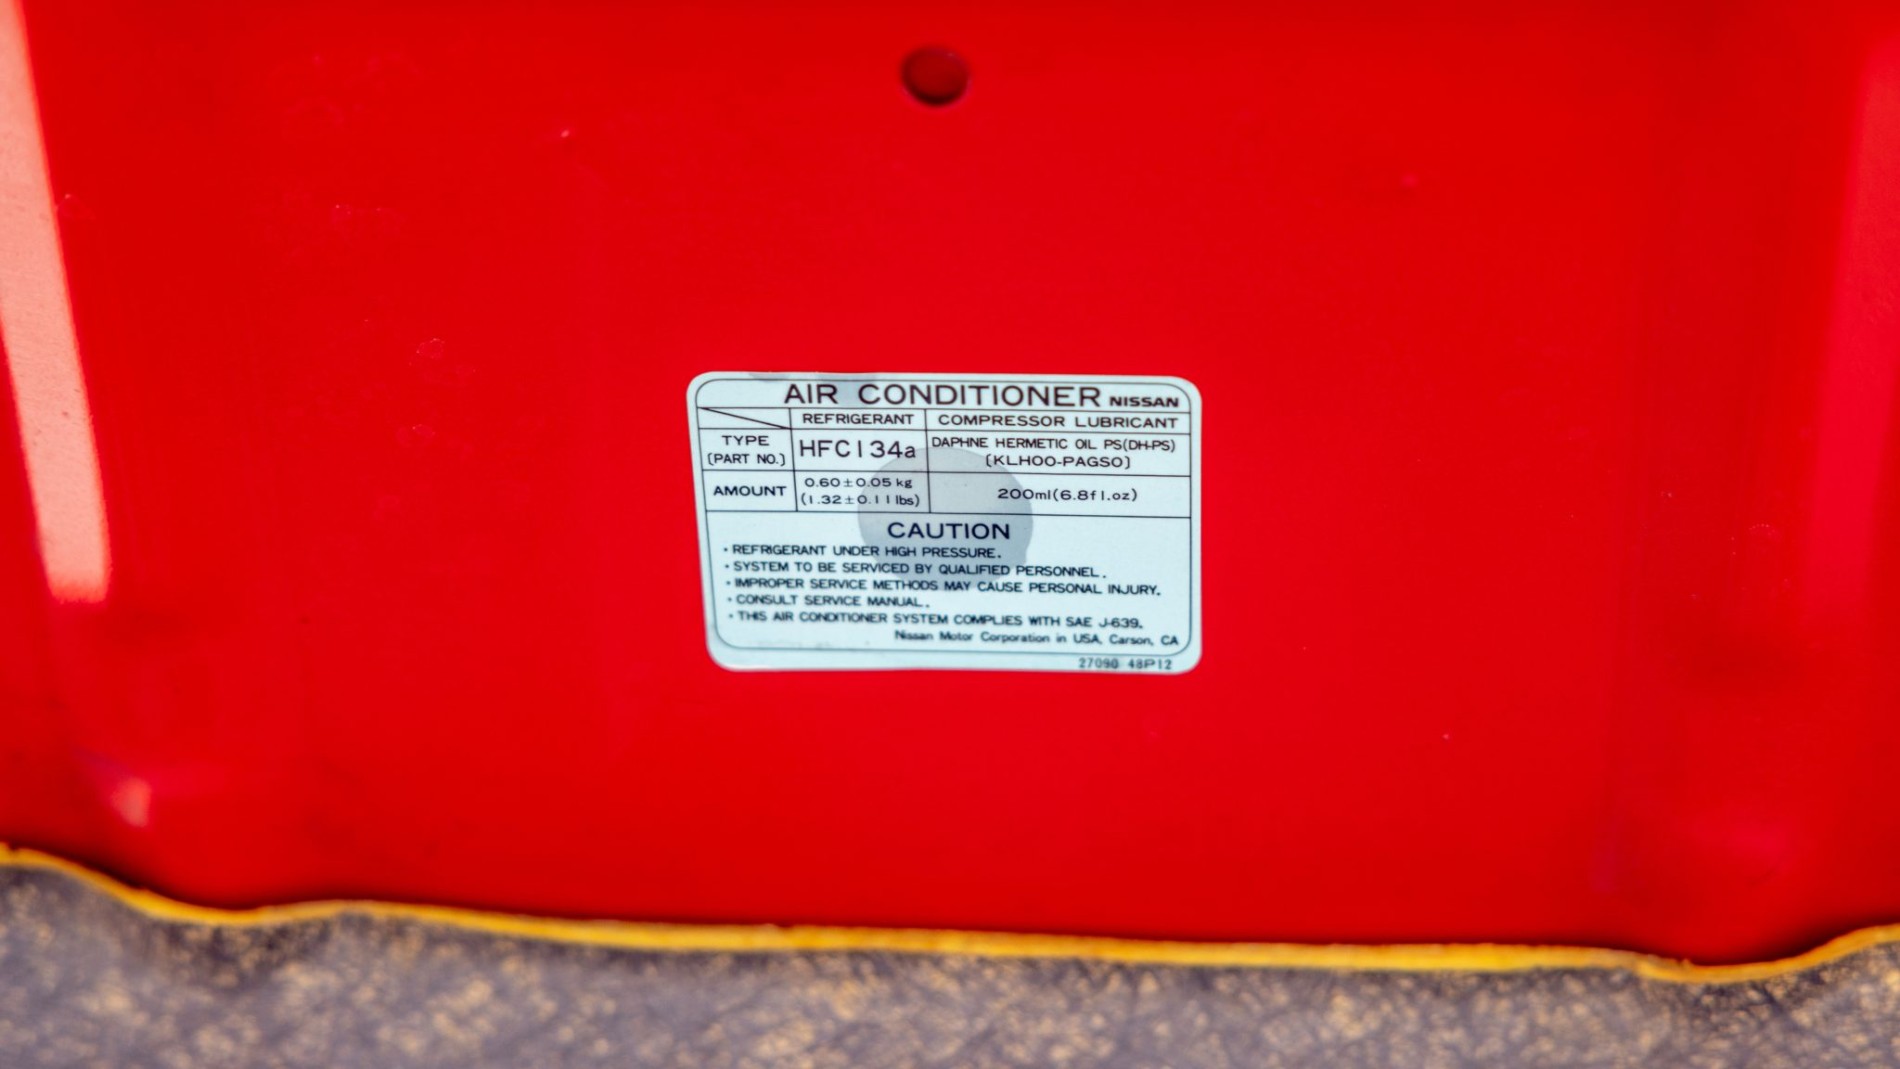 AIR CONDITIONER NISSAN
REFRIGERANT COMPRESSOR LUBRICANT
TYPE
(PART NO.)
HFC134a
DAPHNE HERMETIC OIL PS(DH-PS)
(KLH00-PAGS0)
AMOUNT
0.60±0.05 kg
(1.32±0.11 lbs)
200ml(6.8fl.oz)
CAUTION
• REFRIGERANT UNDER HIGH PRESSURE.
• SYSTEM TO BE SERVICED BY QUALIFIED PERSONNEL.
• IMPROPER SERVICE METHODS MAY CAUSE PERSONAL INJURY.
• CONSULT SERVICE MANUAL.
• THIS AIR CONDITIONER SYSTEM COMPLIES WITH SAE J-639.
Nissan Motor Corporation in USA, Carson, CA
27090 48P12